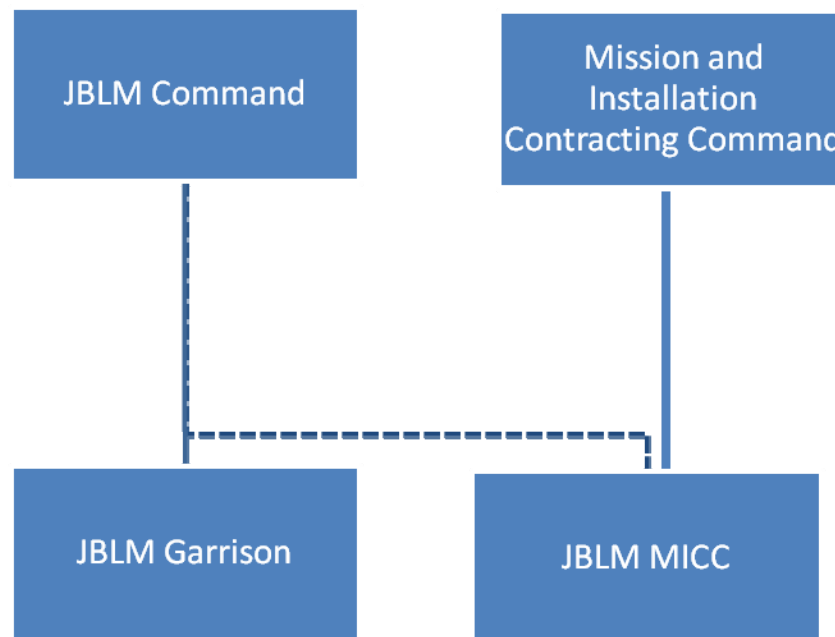 JBLM Command
Mission and
Installation
Contracting Command
JBLM Garrison
JBLM MICC